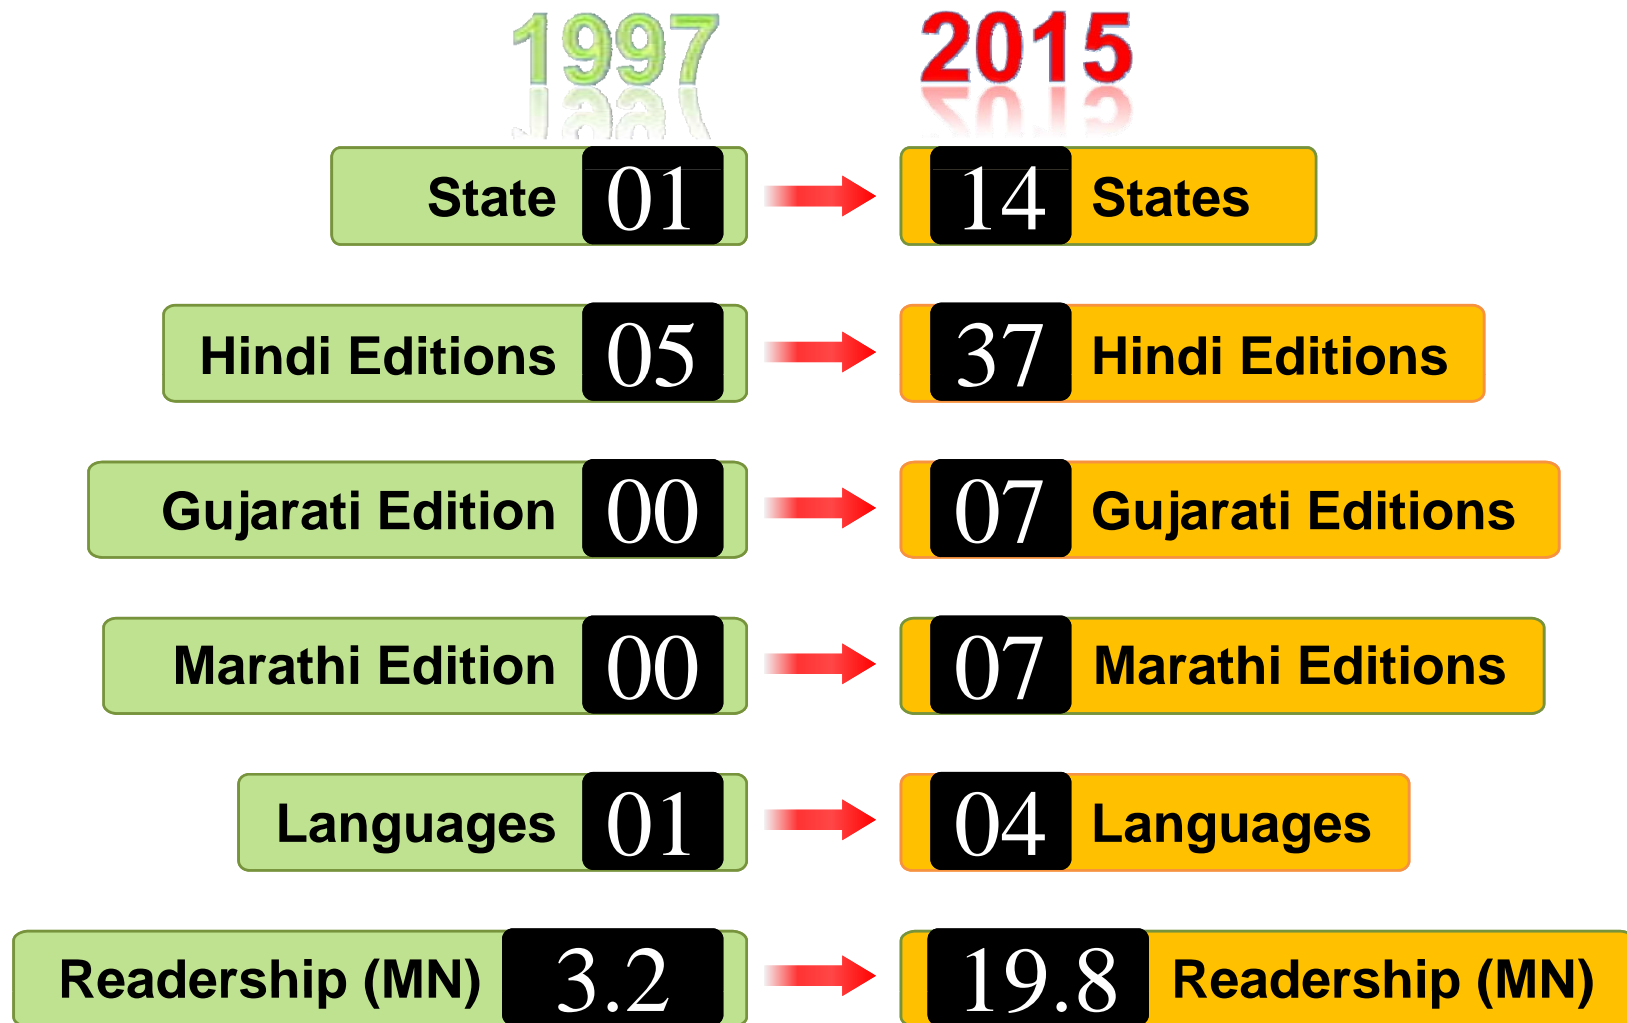 1997 2015
State 01 14 States
Hindi Editions 05 37 Hindi Editions
Gujarati Edition 00 07 Gujarati Editions
Marathi Edition 00 07 Marathi Editions
Languages 01 04 Languages
Readership (MN) 3.2 19.8 Readership (MN)